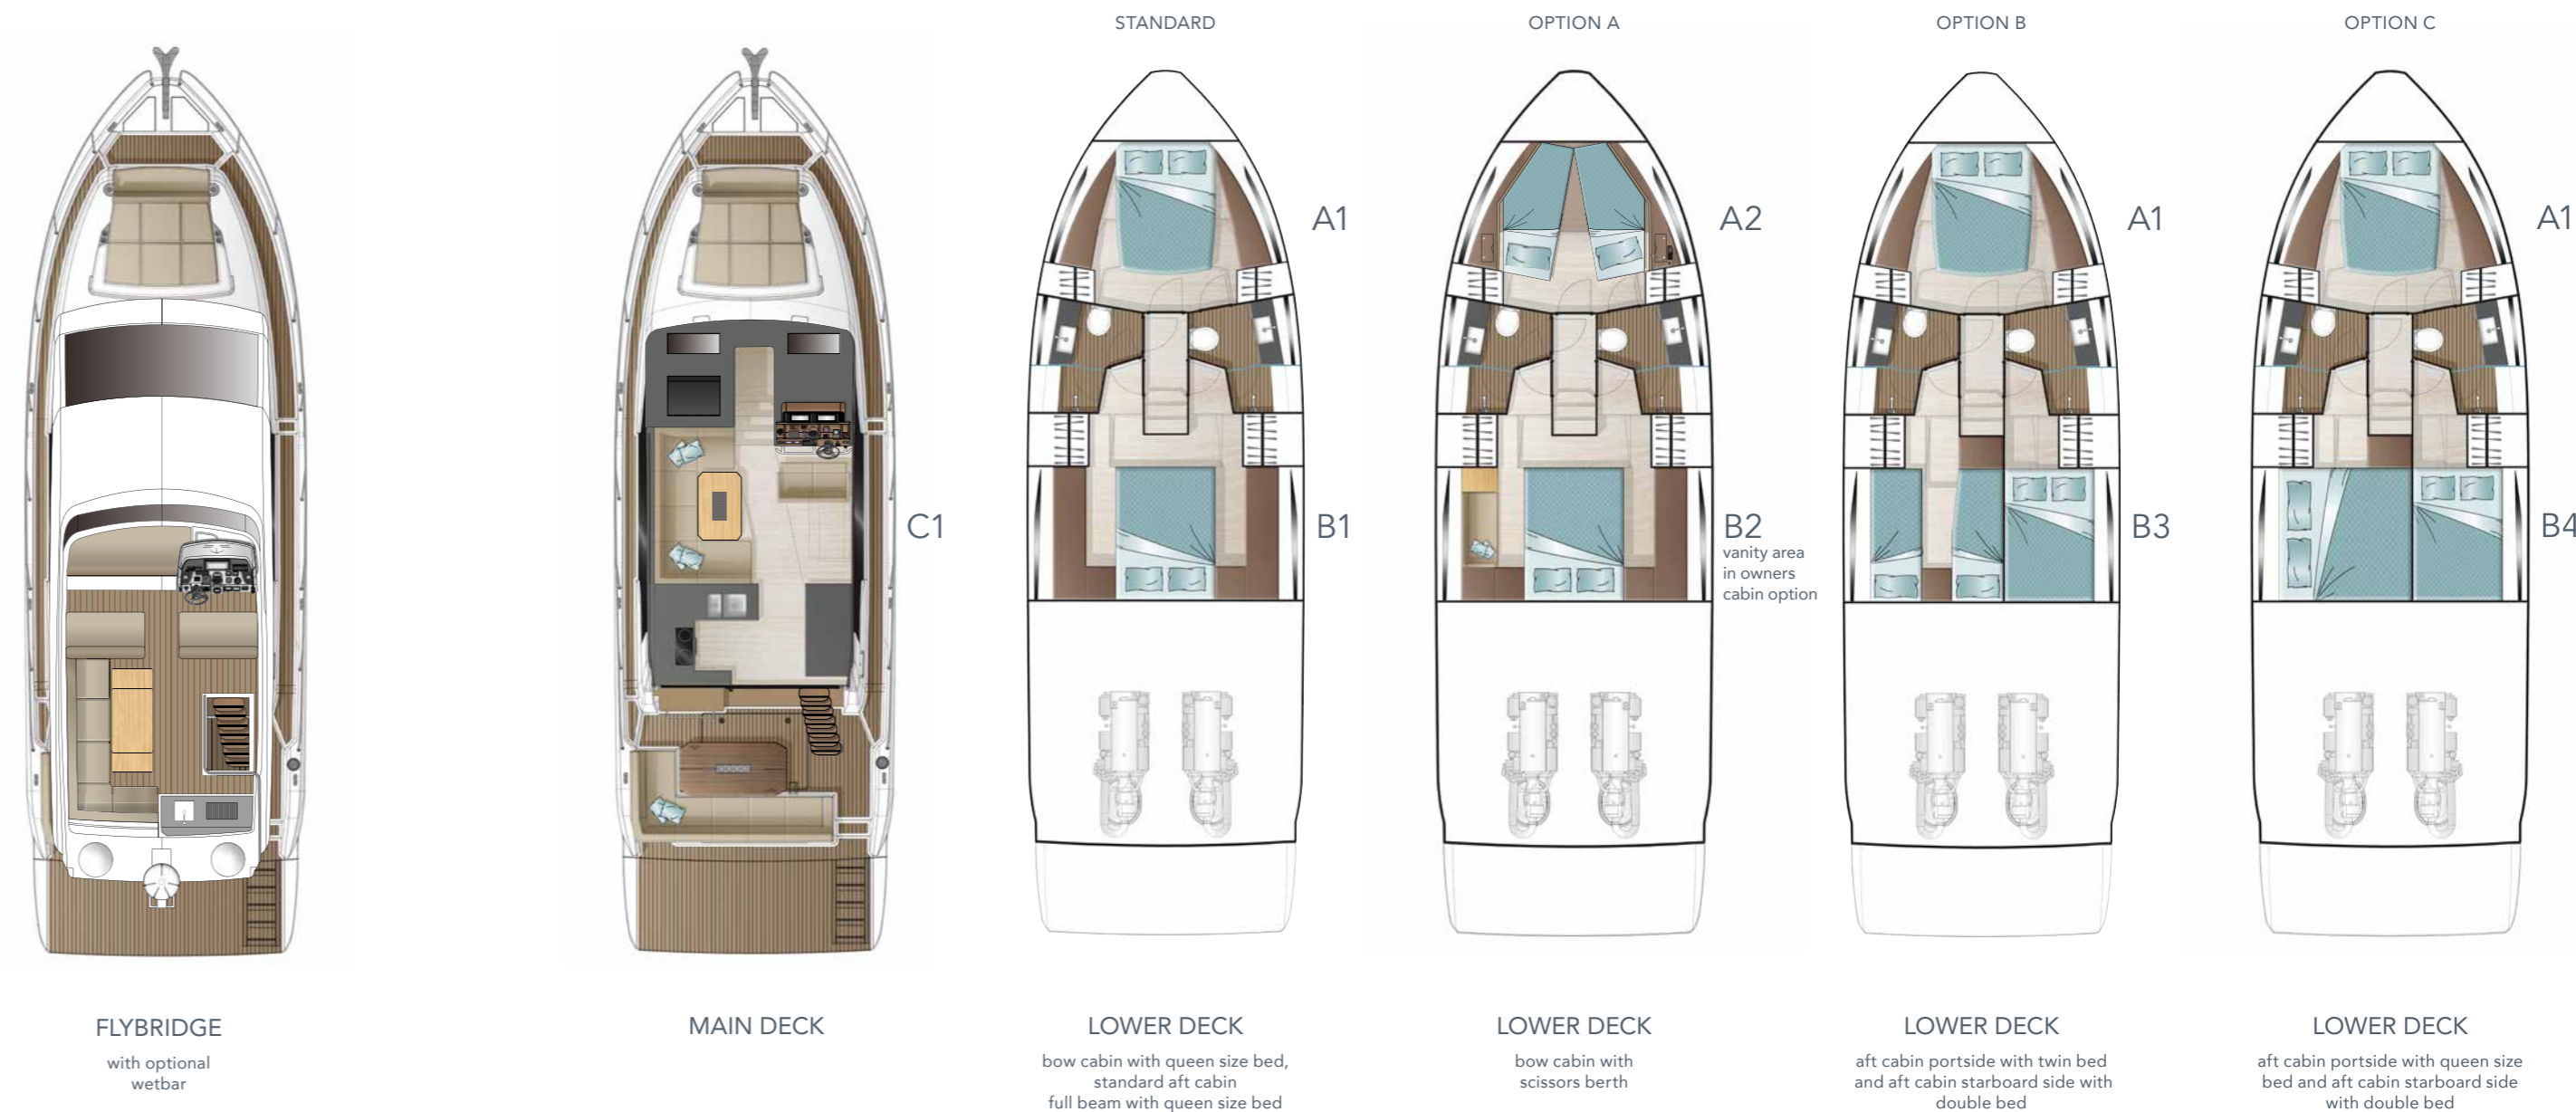 STANDARD
OPTION A
OPTION B
OPTION C
A1
A2
A1
A1
C1
B1
B2
vanity area
in owners
cabin option
B3
B4
FLYBRIDGE
with optional
wetbar
MAIN DECK
LOWER DECK
bow cabin with queen size bed,
standard aft cabin
full beam with queen size bed
LOWER DECK
bow cabin with
scissors berth
LOWER DECK
aft cabin portside with twin bed
and aft cabin starboard side with
double bed
LOWER DECK
aft cabin portside with queen size
bed and aft cabin starboard side
with double bed